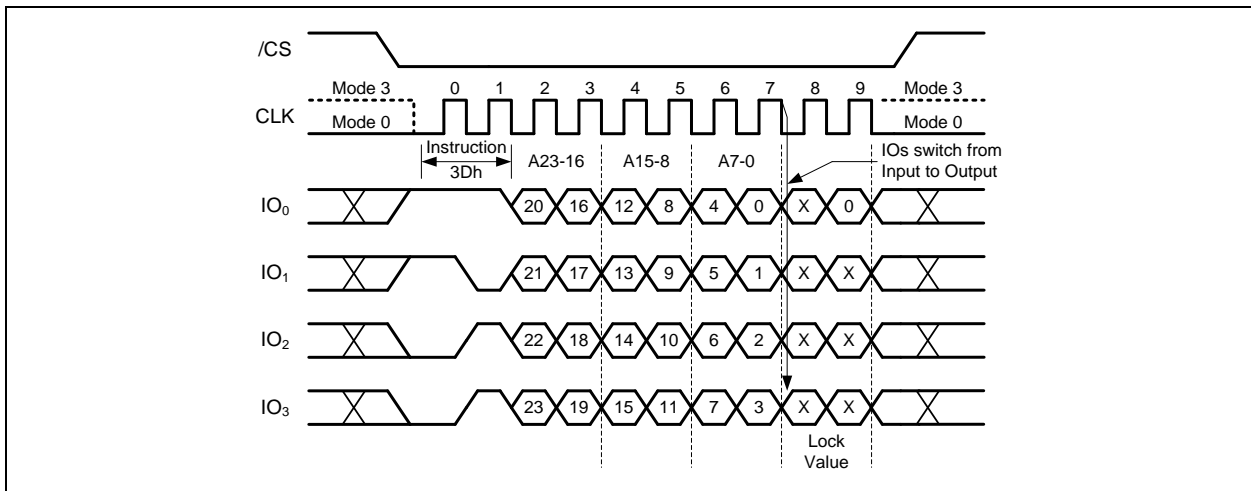 /CS
Mode 3 0 1 2 3 4 5 6 7 8 9 Mode 3
CLK
Mode 0 Mode 0
Instruction
3Dh
A23-16 A15-8 A7-0
IOs switch from
Input to Output
IO₀ 20 16 12 8 4 0 X 0
IO₁ 21 17 13 9 5 1 X X
IO₂ 22 18 14 10 6 2 X X
IO₃ 23 19 15 11 7 3 X X
Lock
Value